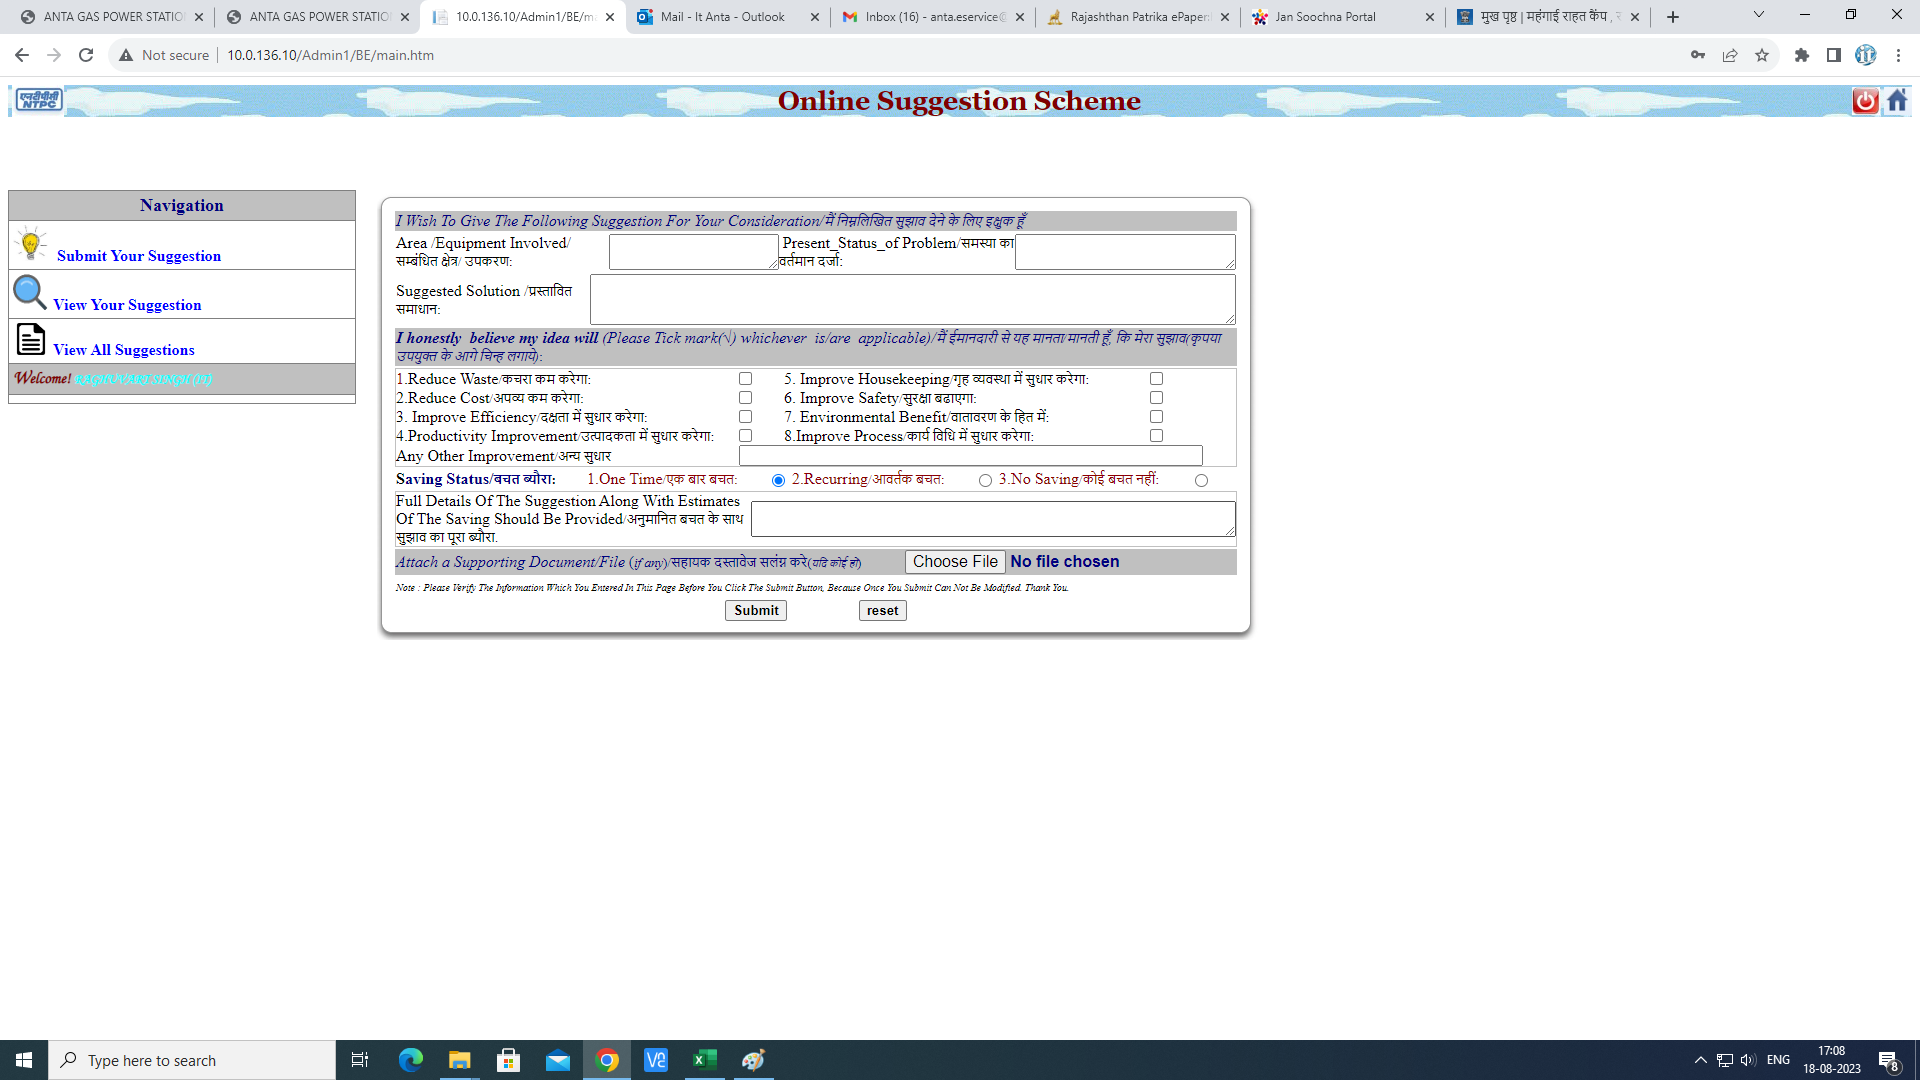 ANTA GAS POWER STATIO
ANTA GAS POWER STATIO
10.0.136.10/Admin1/BE/m
Mail - It Anta - Outlook
Inbox (16) - anta.eservice@
Rajashthan Patrika ePaper:
Jan Soochna Portal
मुख पृष्ठ | महंगाई राहत कैंप ,
Not secure
10.0.136.10/Admin1/BE/main.htm
एनटीपीसी
NTPC
Online Suggestion Scheme
Navigation
Submit Your Suggestion
View Your Suggestion
View All Suggestions
Welcome! RAGHUVART SINGH (IT)
I Wish To Give The Following Suggestion For Your Consideration/मैं निम्नलिखित सुझाव देने के लिए इक्षुक हूँ
Area /Equipment Involved/
सम्बंधित क्षेत्र/ उपकरण:
Present_Status_of Problem/समस्या का
वर्तमान दर्जा:
Suggested Solution /प्रस्तावित
समाधान:
I honestly believe my idea will (Please Tick mark(√) whichever is/are applicable)/मैं ईमानदारी से यह मानता/मानती हूँ, कि मेरा सुझाव(कृपया
उपयुक्त के आगे चिन्ह लगाये):
1.Reduce Waste/कचरा कम करेगा:
5. Improve Housekeeping/गृह व्यवस्था में सुधार करेगा:
2.Reduce Cost/अपव्य कम करेगा:
6. Improve Safety/सुरक्षा बढाएगा:
3. Improve Efficiency/दक्षता में सुधार करेगा:
7. Environmental Benefit/वातावरण के हित में:
4.Productivity Improvement/उत्पादकता में सुधार करेगा:
8.Improve Process/कार्य विधि में सुधार करेगा:
Any Other Improvement/अन्य सुधार
Saving Status/बचत ब्यौरा: 1.One Time/एक बार बचत: 2.Recurring/आवर्तक बचत: 3.No Saving/कोई बचत नहीं:
Full Details Of The Suggestion Along With Estimates
Of The Saving Should Be Provided/अनुमानित बचत के साथ
सुझाव का पूरा ब्यौरा.
Attach a Supporting Document/File (if any)/सहायक दस्तावेज सलंग्न करे(यदि कोई हो)
Choose File No file chosen
Note : Please Verify The Information Which You Entered In This Page Before You Click The Submit Button, Because Once You Submit Can Not Be Modified. Thank You.
Submit
reset
Type here to search
ENG
17:08
18-08-2023
8